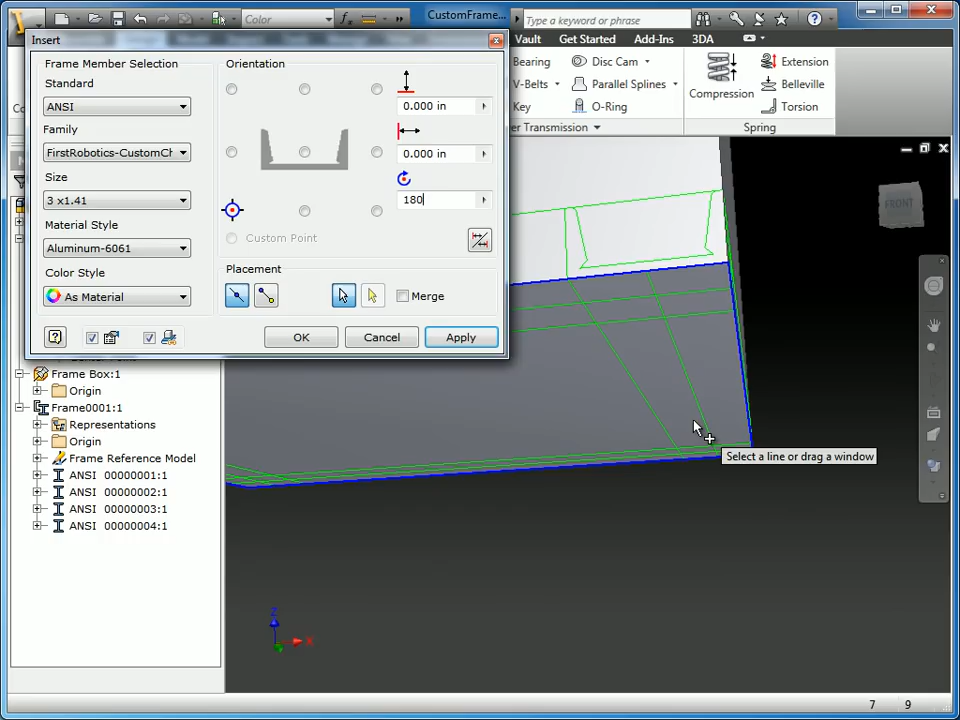 Color
CustomFrame...
Type a keyword or phrase
Vault Get Started Add-Ins 3DA
Insert
Frame Member Selection
Standard
ANSI
Family
FirstRobotics-CustomCh
Size
3 x1.41
Material Style
Aluminum-6061
Color Style
As Material
Orientation
0.000 in
0.000 in
180
Custom Point
Placement
Merge
OK Cancel Apply
Bearing Disc Cam Extension
V-Belts Parallel Splines Belleville
Key O-Ring Compression Torsion
er Transmission Spring
FRONT
Frame Box:1
Origin
Frame0001:1
Representations
Origin
Frame Reference Model
ANSI 00000001:1
ANSI 00000002:1
ANSI 00000003:1
ANSI 00000004:1
Select a line or drag a window
Z
X
7 9